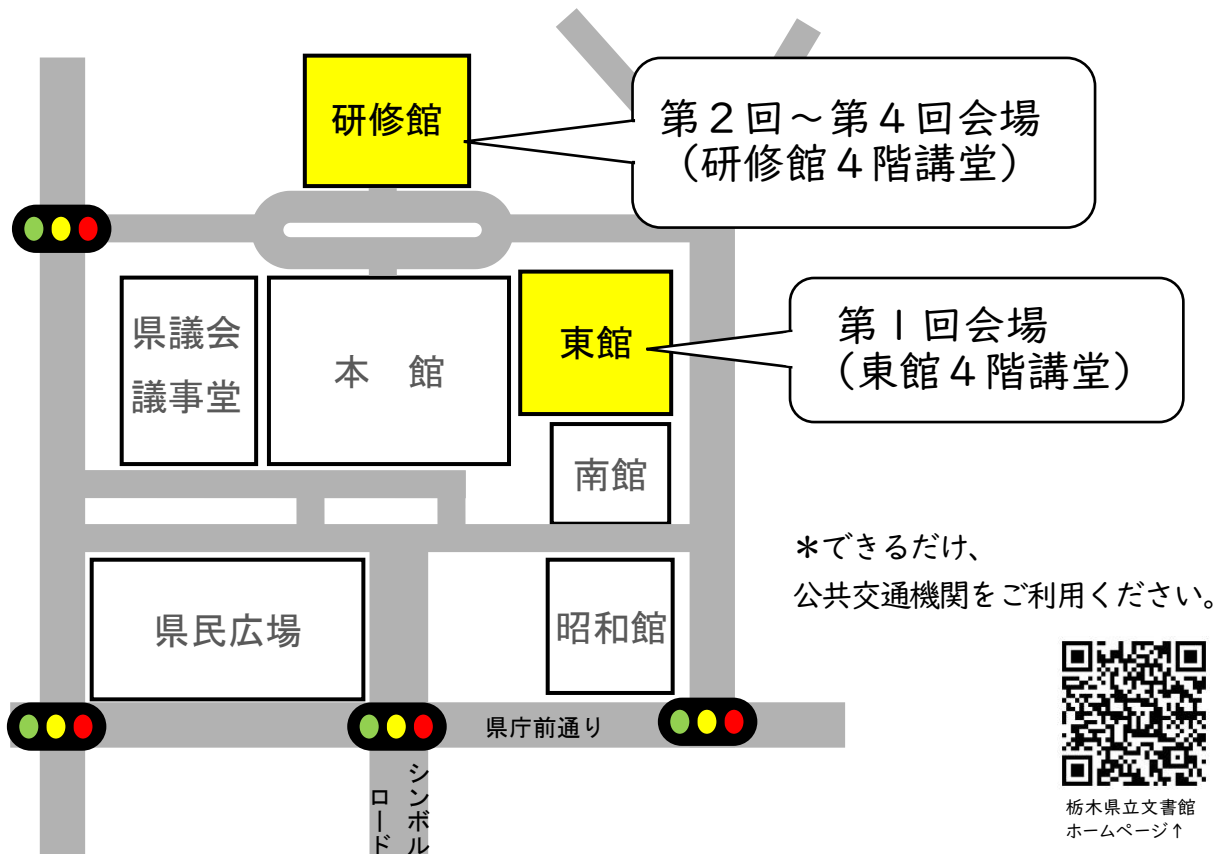 研修館
第２回～第４回会場
（研修館４階講堂）
県議会
議事堂
本　館
東館
第１回会場
（東館４階講堂）
南館
＊できるだけ、
公共交通機関をご利用ください。
県民広場
昭和館
県庁前通り
シンボル
ロード
栃木県立文書館
ホームページ↑